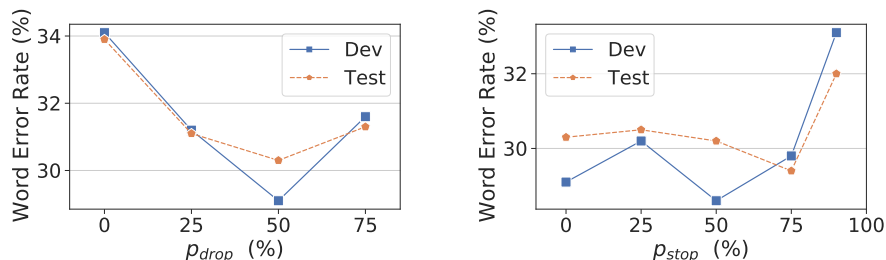 Word Error Rate (%)
34
32
30
0
25
50
75
p_drop (%)
Dev
Test
Word Error Rate (%)
32
30
0
25
50
75
100
p_stop (%)
Dev
Test